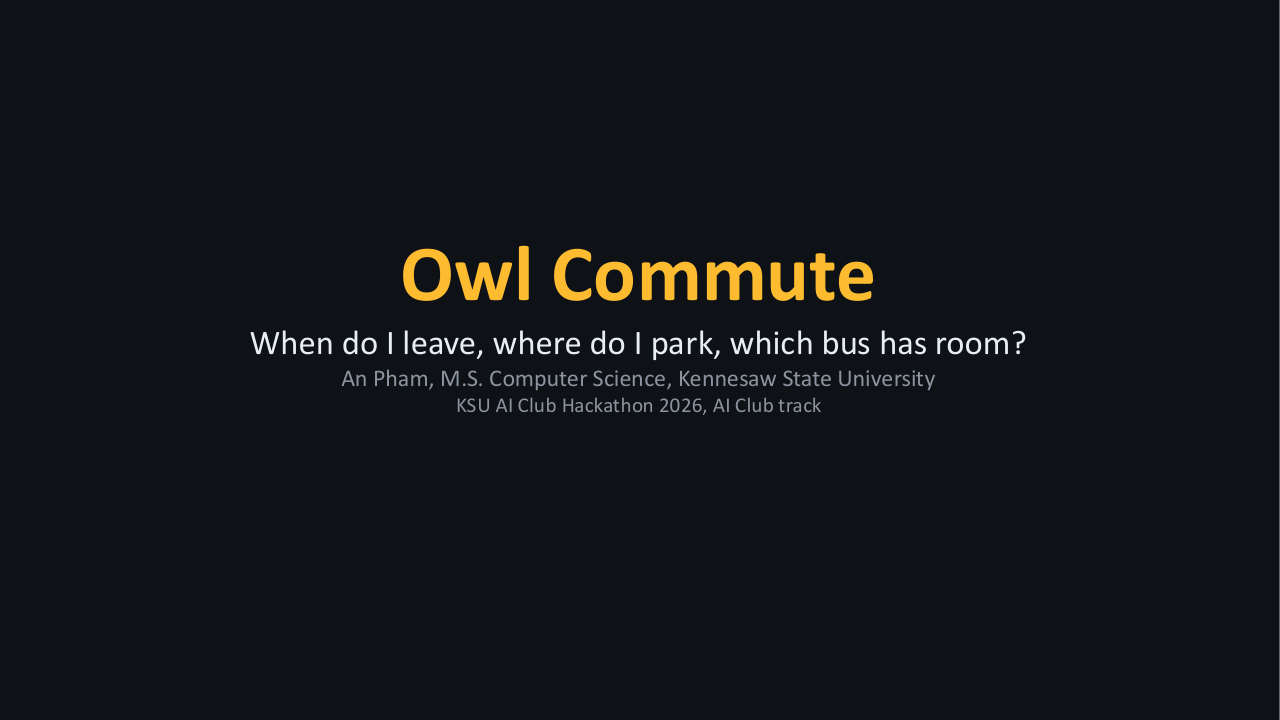 Owl Commute
When do I leave, where do I park, which bus has room?
An Pham, M.S. Computer Science, Kennesaw State University
KSU AI Club Hackathon 2026, AI Club track